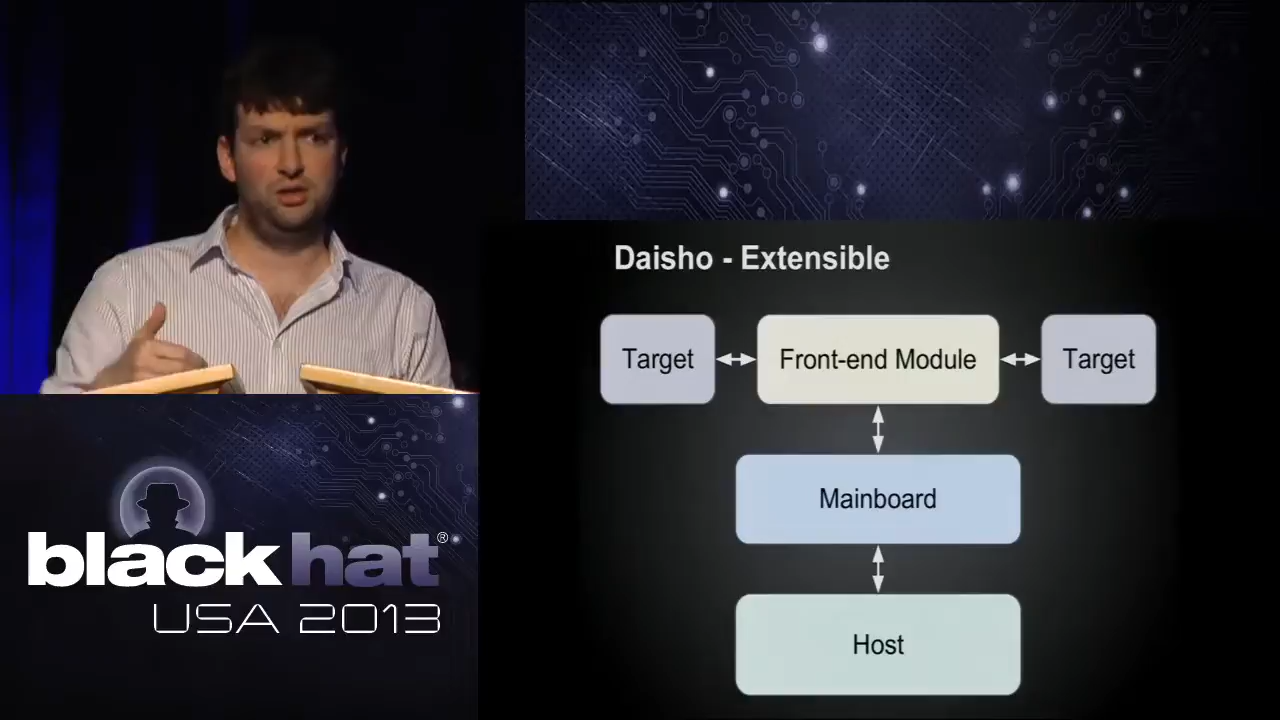 Daisho - Extensible
Target
Front-end Module
Target
Mainboard
Host
black hat®
USA 2013